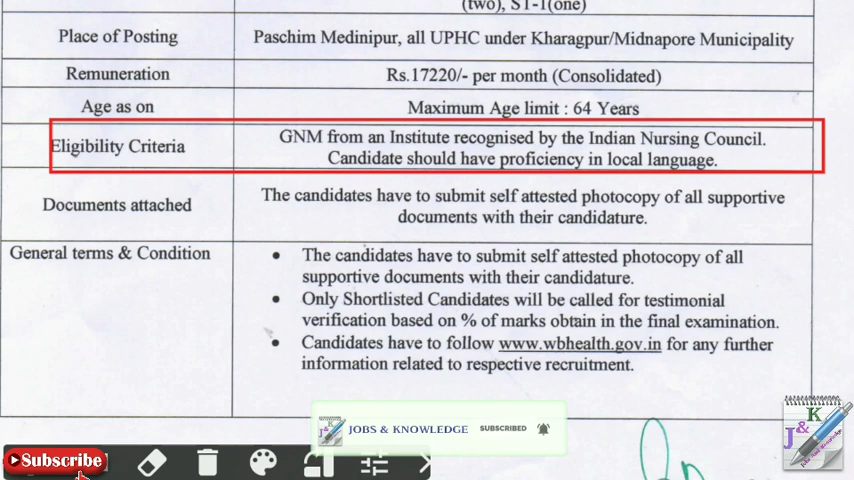 (two), ST-1(one)
Place of Posting
Paschim Medinipur, all UPHC under Kharagpur/Midnapore Municipality
Remuneration
Rs.17220/- per month (Consolidated)
Age as on
Maximum Age limit : 64 Years
Eligibility Criteria
GNM from an Institute recognised by the Indian Nursing Council.
Candidate should have proficiency in local language.
Documents attached
The candidates have to submit self attested photocopy of all supportive
documents with their candidature.
General terms & Condition
• The candidates have to submit self attested photocopy of all
supportive documents with their candidature.
• Only Shortlisted Candidates will be called for testimonial
verification based on % of marks obtain in the final examination.
• Candidates have to follow www.wbhealth.gov.in for any further
information related to respective recruitment.
JOBS & KNOWLEDGE
SUBSCRIBED
Subscribe
J&K